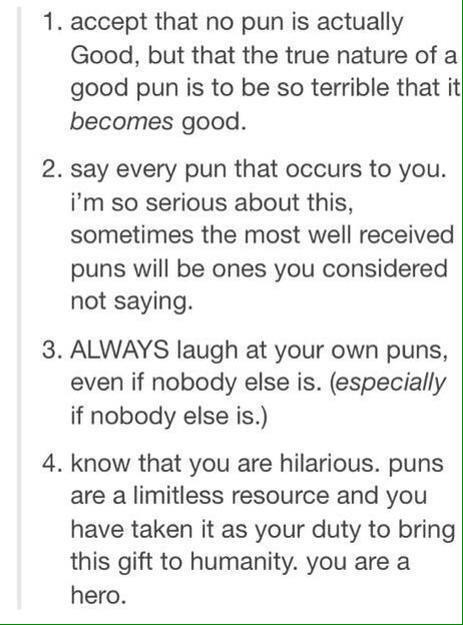 1. accept that no pun is actually
Good, but that the true nature of a
good pun is to be so terrible that it
becomes good.
2. say every pun that occurs to you.
i'm so serious about this,
sometimes the most well received
puns will be ones you considered
not saying.
3. ALWAYS laugh at your own puns,
even if nobody else is. (especially
if nobody else is.)
4. know that you are hilarious. puns
are a limitless resource and you
have taken it as your duty to bring
this gift to humanity. you are a
hero.